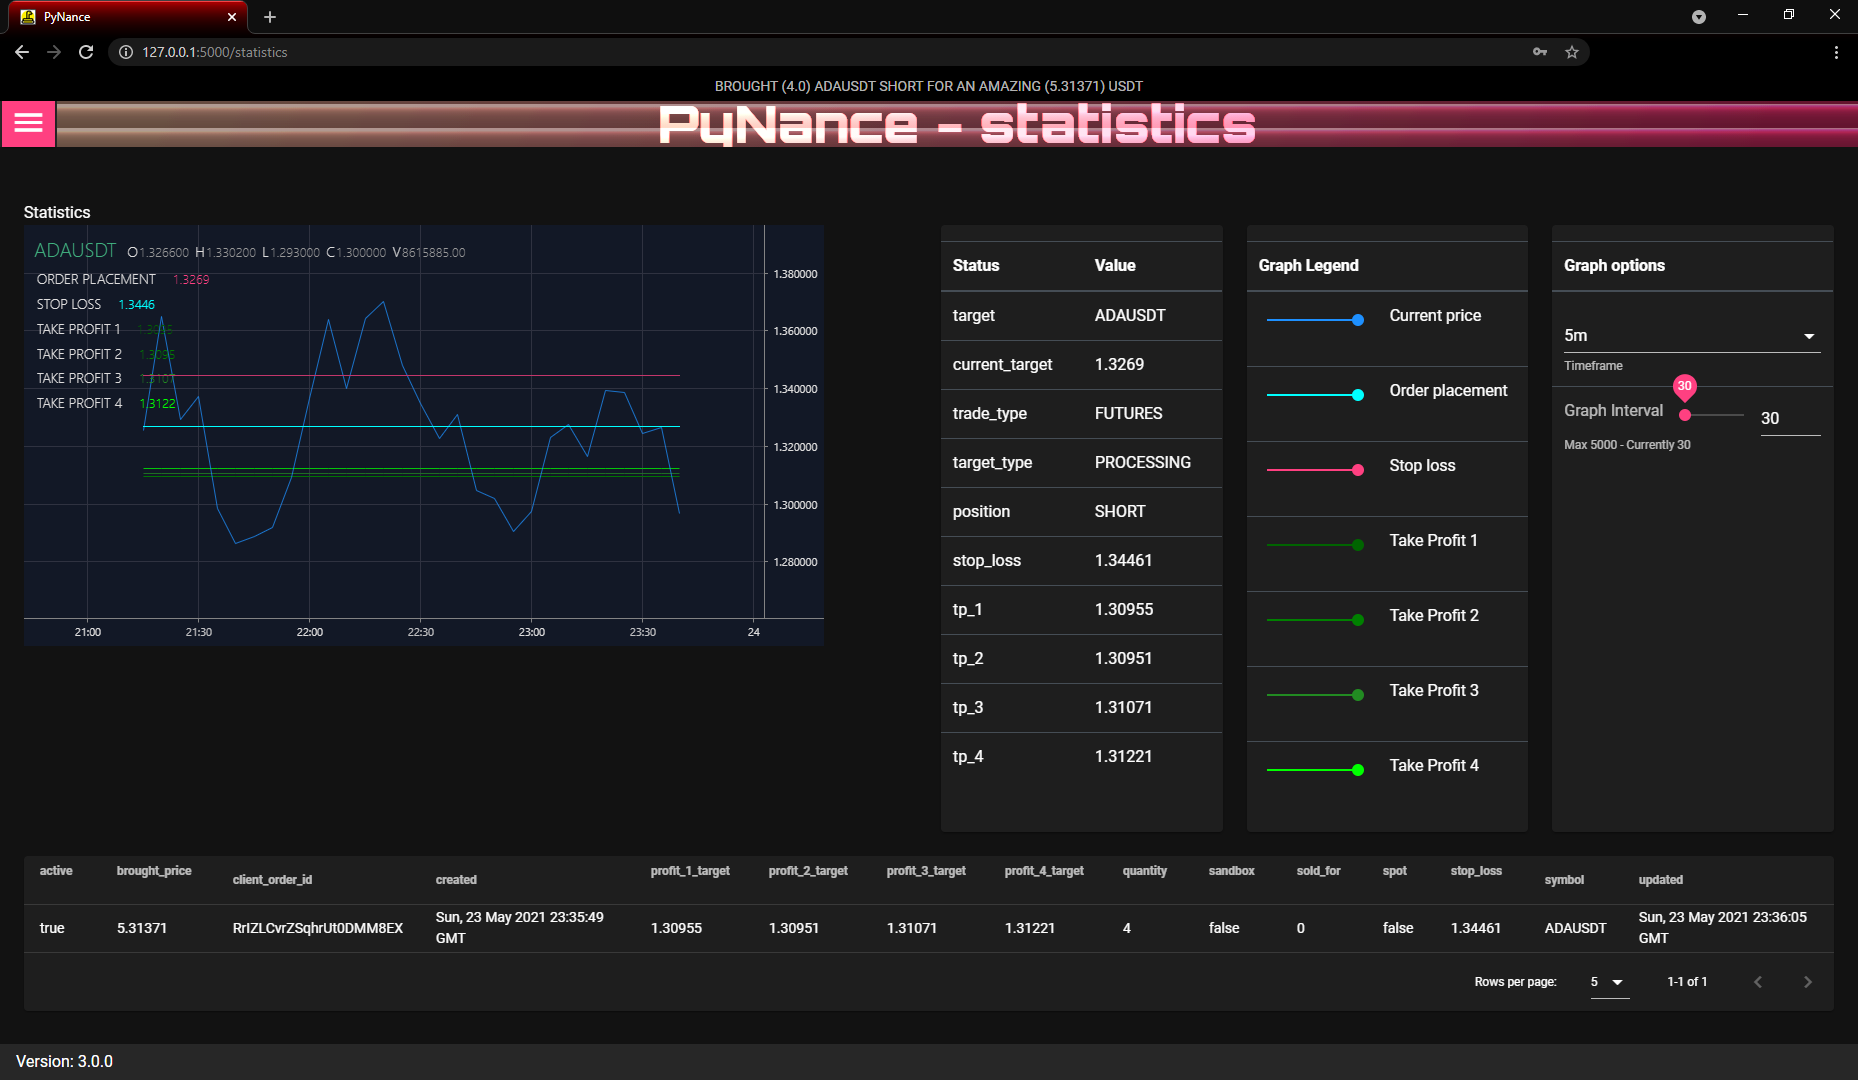 PyNance
127.0.0.1:5000/statistics
BROUGHT (4.0) ADAUSDT SHORT FOR AN AMAZING (5.31371) USDT
PyNance - statistics
Statistics
ADAUSDT O1.326600 H1.330200 L1.293000 C1.300000 V8615885.00
ORDER PLACEMENT 1.3269
STOP LOSS 1.3446
TAKE PROFIT 1
TAKE PROFIT 2 1.3095
TAKE PROFIT 3 1.3107
TAKE PROFIT 4 1.3122
1.380000
1.360000
1.340000
1.320000
1.300000
1.280000
21:00 21:30 22:00 22:30 23:00 23:30 24
Status Value
target ADAUSDT
current_target 1.3269
trade_type FUTURES
target_type PROCESSING
position SHORT
stop_loss 1.34461
tp_1 1.30955
tp_2 1.30951
tp_3 1.31071
tp_4 1.31221
Graph Legend
Current price
Order placement
Stop loss
Take Profit 1
Take Profit 2
Take Profit 3
Take Profit 4
Graph options
5m
Timeframe
30
Graph Interval 30
Max 5000 - Currently 30
active brought_price client_order_id created profit_1_target profit_2_target profit_3_target profit_4_target quantity sandbox sold_for spot stop_loss symbol updated
true 5.31371 RrIZLCvrZSqhrUt0DMM8EX Sun, 23 May 2021 23:35:49 GMT 1.30955 1.30951 1.31071 1.31221 4 false 0 false 1.34461 ADAUSDT Sun, 23 May 2021 23:36:05 GMT
Rows per page: 5 1-1 of 1
Version: 3.0.0